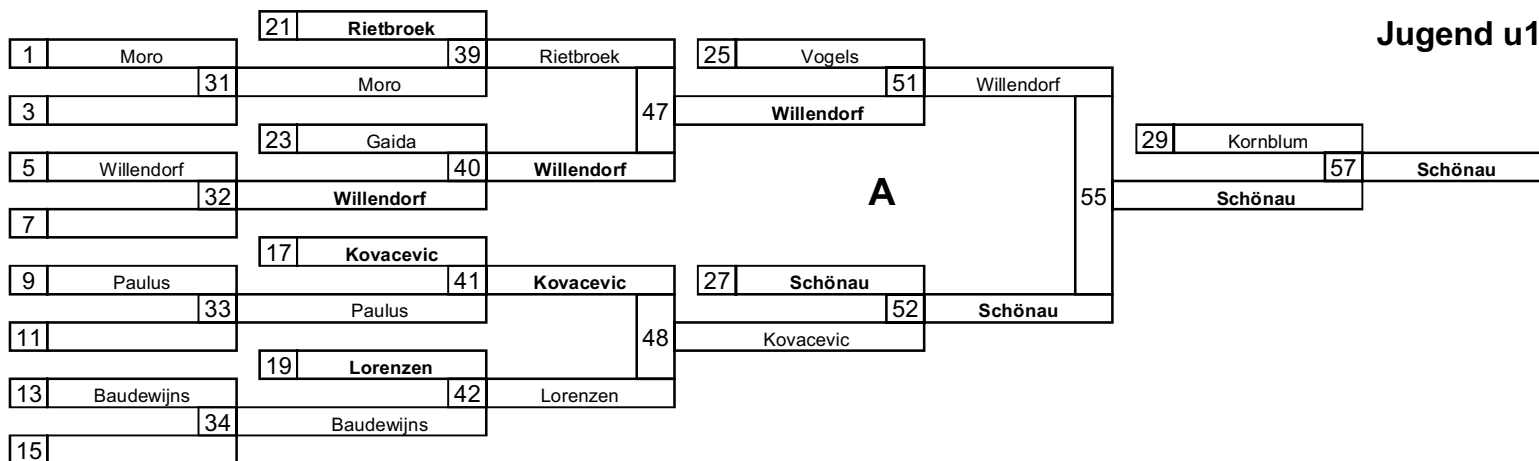 21 Rietbroek
Jugend u1
1 Moro 39 Rietbroek 25 Vogels
31 Moro 51 Willendorf
3 47 Willendorf
23 Gaida 29 Kornblum
5 Willendorf 40 Willendorf 57 Schönau
32 Willendorf A 55 Schönau
7
17 Kovacevic
9 Paulus 41 Kovacevic 27 Schönau
33 Paulus 52 Schönau
11 48 Kovacevic
19 Lorenzen
13 Baudewijns 42 Lorenzen
34 Baudewijns
15